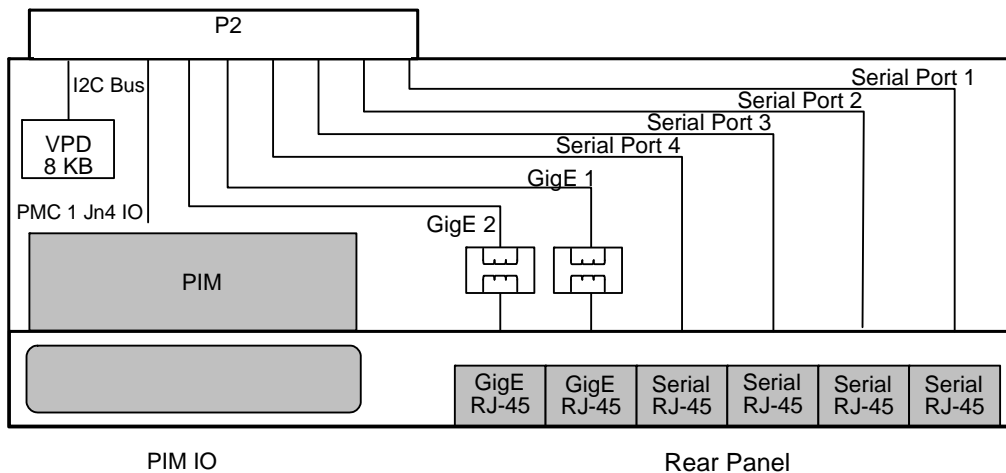 P2
I2C Bus
Serial Port 1
Serial Port 2
Serial Port 3
Serial Port 4
VPD
8 KB
GigE 1
PMC 1 Jn4 IO
GigE 2
PIM
GigE
RJ-45
GigE
RJ-45
Serial
RJ-45
Serial
RJ-45
Serial
RJ-45
Serial
RJ-45
PIM IO
Rear Panel